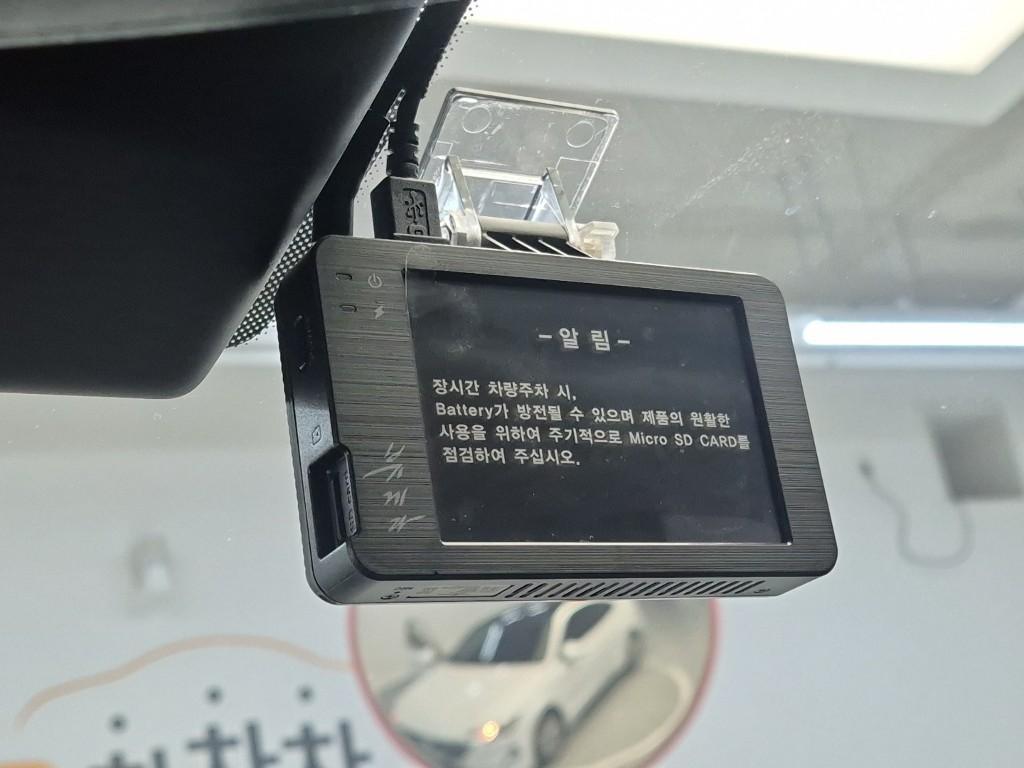 -알 림-
장시간 차량주차 시,
Battery가 방전될 수 있으며 제품의 원활한
사용을 위하여 주기적으로 Micro SD CARD를
점검하여 주십시오.